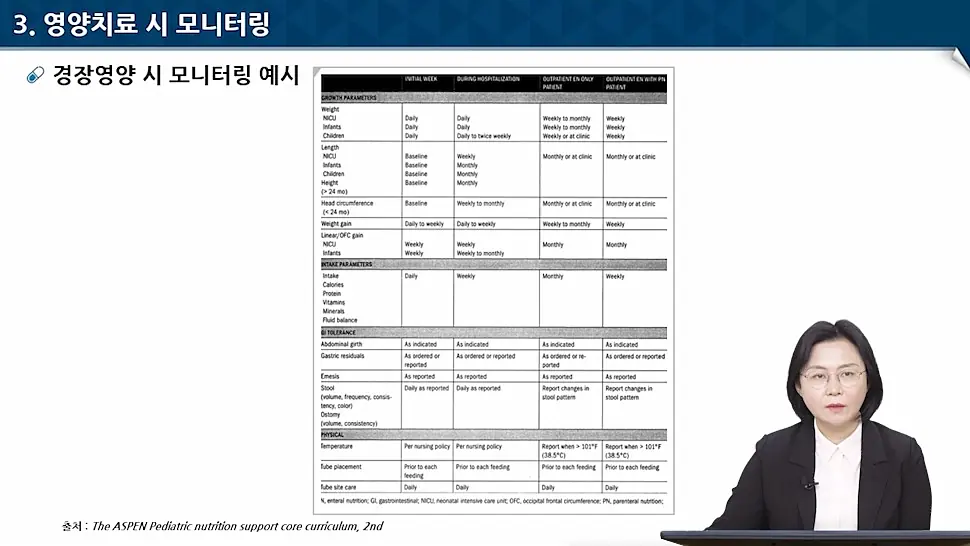 3. 영양치료 시 모니터링
경장영양 시 모니터링 예시
INITIAL WEEK DURING HOSPITALIZATION OUTPATIENT EN ONLY PATIENT OUTPATIENT EN WITH PN PATIENT
GROWTH PARAMETERS
Weight
NICU Daily Daily Weekly to monthly Weekly
Infants Daily Daily Weekly to monthly Weekly
Children Daily Daily to twice weekly Weekly or at clinic Weekly
Length
NICU Baseline Weekly Monthly or at clinic Monthly or at clinic
Infants Baseline Monthly
Children Baseline Monthly
Height Baseline Monthly
(> 24 mo)
Head circumference Baseline Weekly to monthly Monthly or at clinic Monthly or at clinic
(< 24 mo)
Weight gain Daily to weekly Daily to weekly Weekly to monthly Weekly
Linear/OFC gain Monthly Monthly
NICU Weekly Weekly
Infants Weekly Weekly to monthly
INTAKE PARAMETERS
Intake Daily Weekly Monthly Weekly
Calories
Protein
Vitamins
Minerals
Fluid balance
GI TOLERANCE
Abdominal girth As indicated As indicated As indicated As indicated
Gastric residuals As ordered or reported As ordered or reported As ordered or re-ported As ordered or reported
Emesis As reported As reported As reported As reported
Stool Daily as reported Daily as reported Report changes in stool pattern Report changes in stool pattern
(volume, frequency, consis-
tency, color)
Ostomy
(volume, consistency)
PHYSICAL
Temperature Per nursing policy Per nursing policy Report when > 101°F (38.5°C) Report when > 101°F (38.5°C)
Tube placement Prior to each feeding Prior to each feeding Prior to each feeding Prior to each feeding
Tube site care Daily Daily Daily Daily
N, enteral nutrition; GI, gastrointestinal; NICU, neonatal intensive care unit; OFC, occipital frontal circumference; PN, parenteral nutrition;
출처 : The ASPEN Pediatric nutrition support core curriculum, 2nd